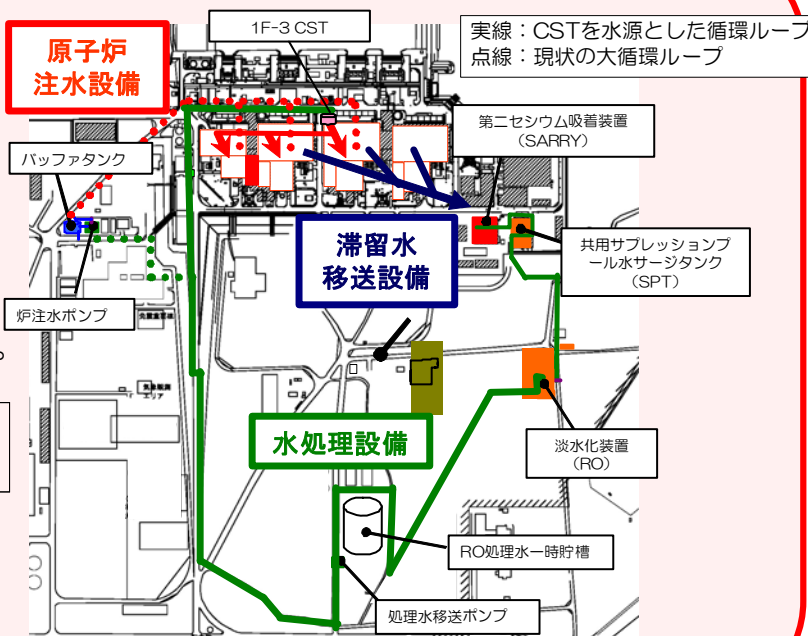 1F-3 CST
実線：CSTを水源とした循環ループ
点線：現状の大循環ループ
原子炉
注水設備
第二セシウム吸着装置
（SARRY）
バッファタンク
滞留水
移送設備
共用サプレッションプ
ール水サージタンク
（SPT）
炉注水ポンプ
。
水処理設備
淡水化装置
（RO）
RO処理水一時貯槽
処理水移送ポンプ